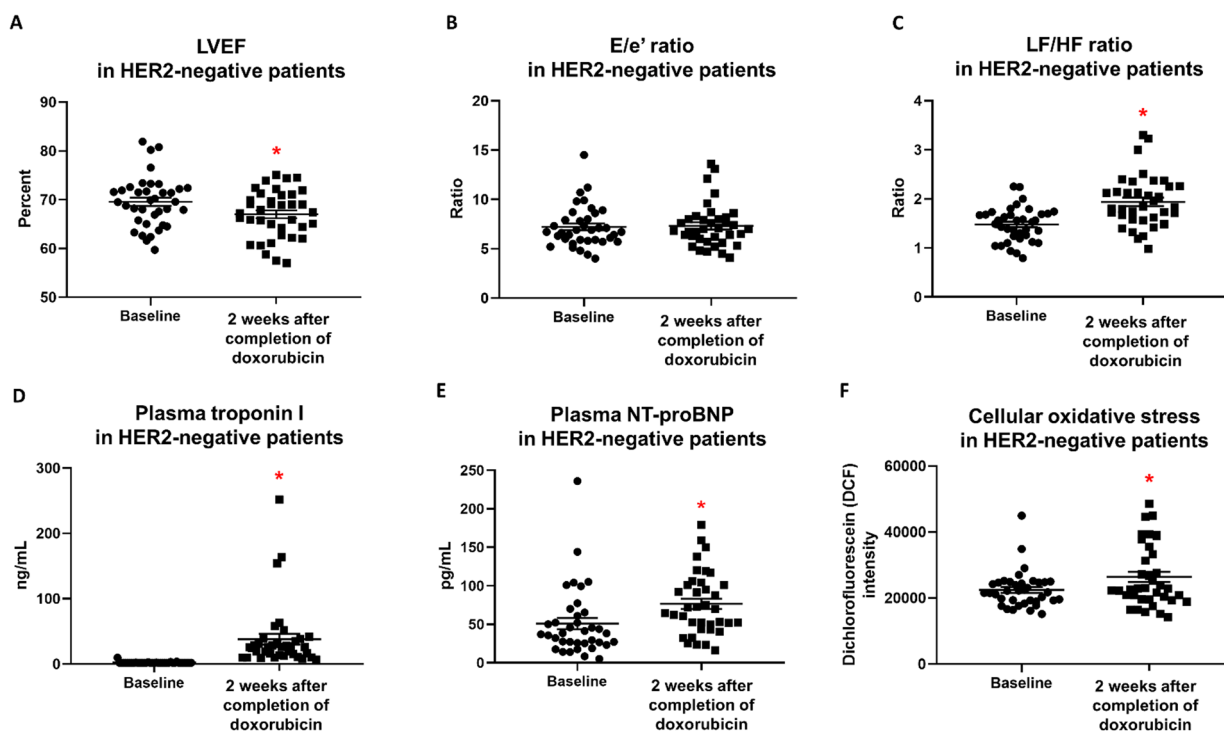 A
LVEF
in HER2-negative patients
90
80
70
60
50
Percent
Baseline
2 weeks after
completion of
doxorubicin
*
B
E/e’ ratio
in HER2-negative patients
20
15
10
5
0
Ratio
Baseline
2 weeks after
completion of
doxorubicin
C
LF/HF ratio
in HER2-negative patients
4
3
2
1
0
Ratio
Baseline
2 weeks after
completion of
doxorubicin
*
D
Plasma troponin I
in HER2-negative patients
300
200
100
0
ng/mL
Baseline
2 weeks after
completion of
doxorubicin
*
E
Plasma NT-proBNP
in HER2-negative patients
250
200
150
100
50
0
pg/mL
Baseline
2 weeks after
completion of
doxorubicin
*
F
Cellular oxidative stress
in HER2-negative patients
60000
40000
20000
0
Dichlorofluorescein (DCF)
intensity
Baseline
2 weeks after
completion of
doxorubicin
*